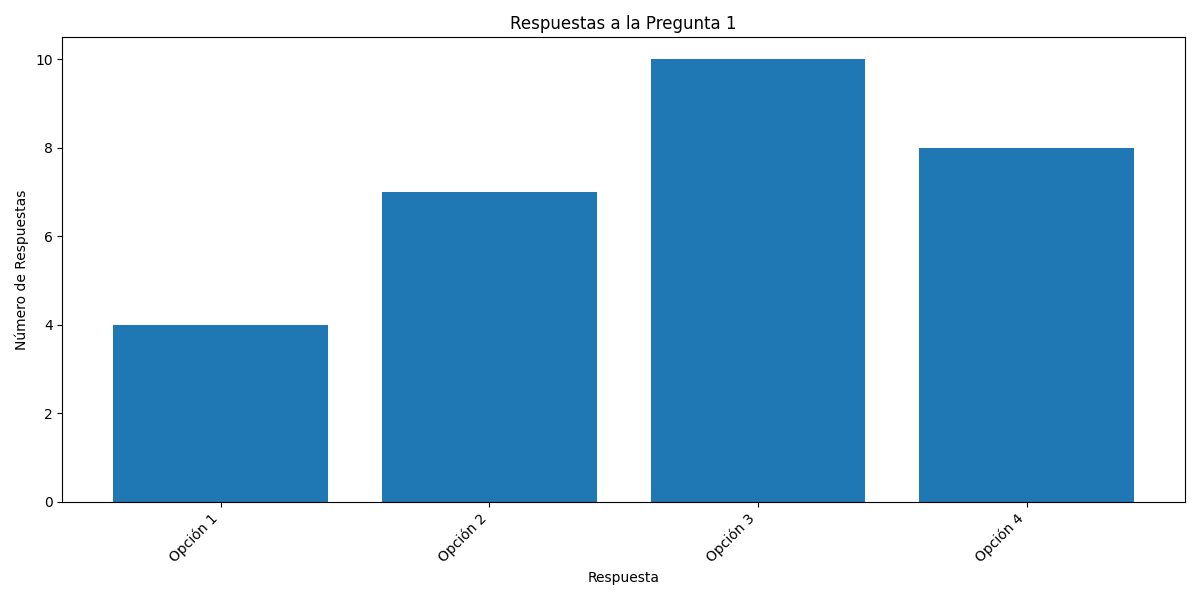 Respuestas a la Pregunta 1
Número de Respuestas
10
8
6
4
2
0
Opción 1
Opción 2
Opción 3
Opción 4
Respuesta